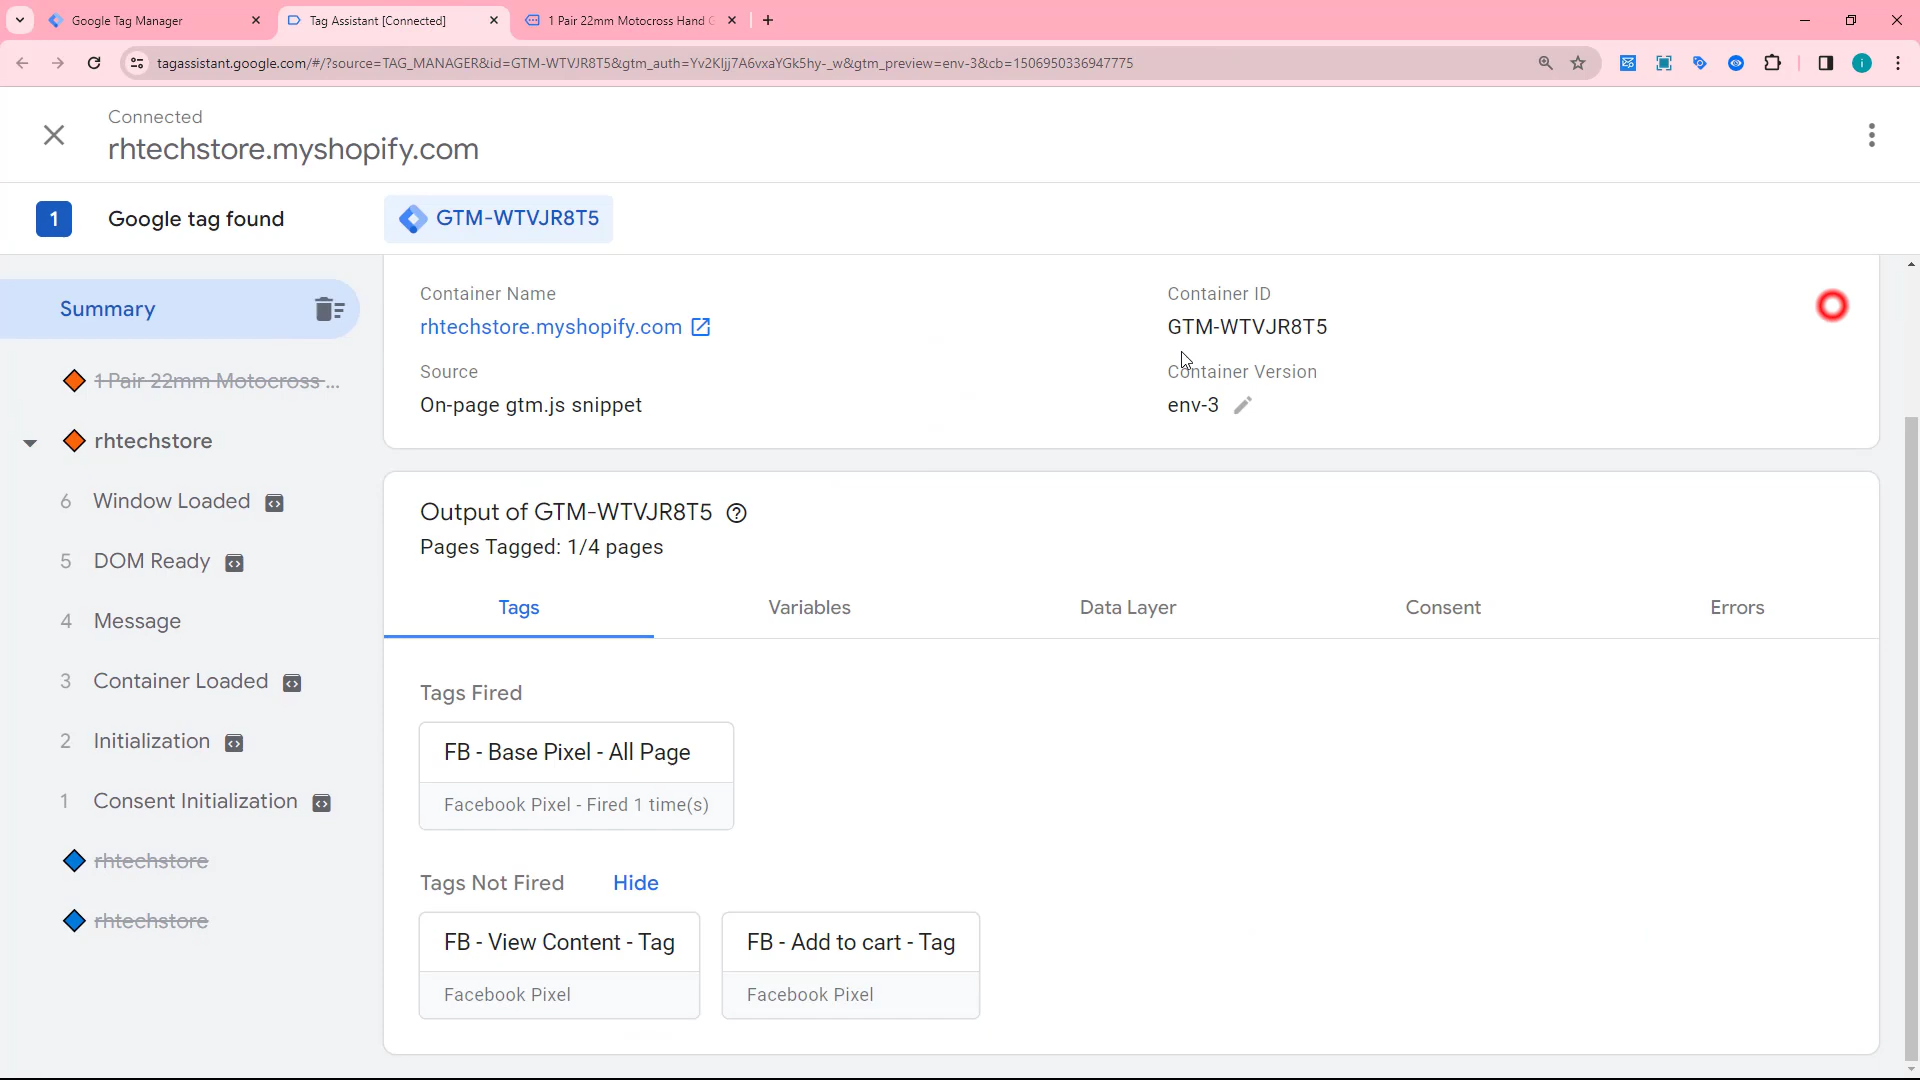 Google Tag Manager
Tag Assistant [Connected]
1 Pair 22mm Motocross Hand G
tagassistant.google.com/#/?source=TAG_MANAGER&id=GTM-WTVJR8T5&gtm_auth=Yv2KIjj7A6vxaYGk5hy-_w&gtm_preview=env-3&cb=1506950336947775
i
Connected
rhtechstore.myshopify.com
1
Google tag found
GTM-WTVJR8T5
Summary
1 Pair 22mm Motocross ...
rhtechstore
6 Window Loaded
5 DOM Ready
4 Message
3 Container Loaded
2 Initialization
1 Consent Initialization
rhtechstore
rhtechstore
Container Name
rhtechstore.myshopify.com
Container ID
GTM-WTVJR8T5
Source
On-page gtm.js snippet
Container Version
env-3
Output of GTM-WTVJR8T5
Pages Tagged: 1/4 pages
Tags
Variables
Data Layer
Consent
Errors
Tags Fired
FB - Base Pixel - All Page
Facebook Pixel - Fired 1 time(s)
Tags Not Fired
Hide
FB - View Content - Tag
Facebook Pixel
FB - Add to cart - Tag
Facebook Pixel